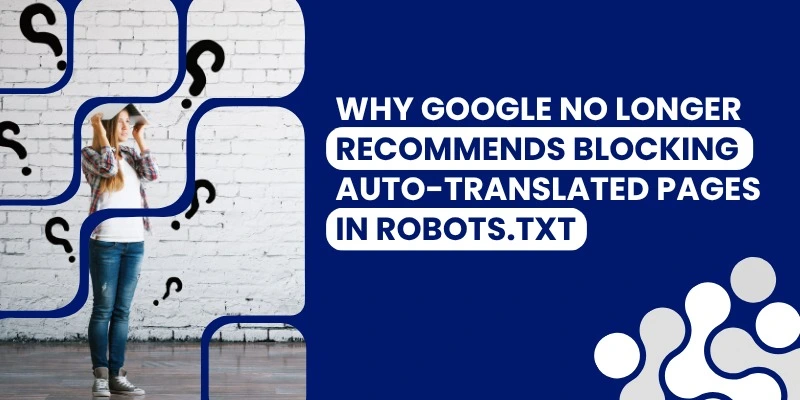 WHY GOOGLE NO LONGER
RECOMMENDS BLOCKING
AUTO-TRANSLATED PAGES
IN ROBOTS.TXT